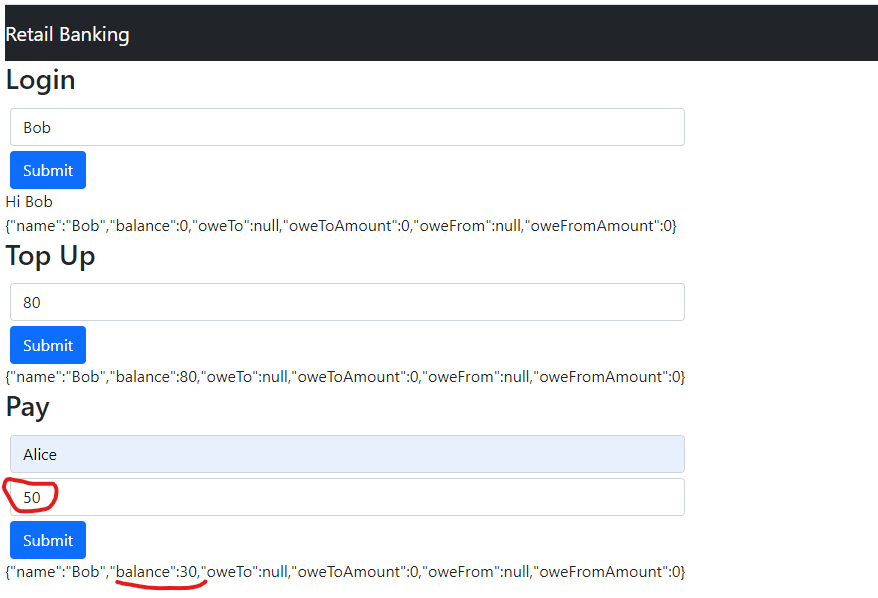 Retail Banking
Login
Bob
Submit
Hi Bob
{"name":"Bob","balance":0,"oweTo":null,"oweToAmount":0,"oweFrom":null,"oweFromAmount":0}
Top Up
80
Submit
{"name":"Bob","balance":80,"oweTo":null,"oweToAmount":0,"oweFrom":null,"oweFromAmount":0}
Pay
Alice
50
Submit
{"name":"Bob","balance":30,"oweTo":null,"oweToAmount":0,"oweFrom":null,"oweFromAmount":0}